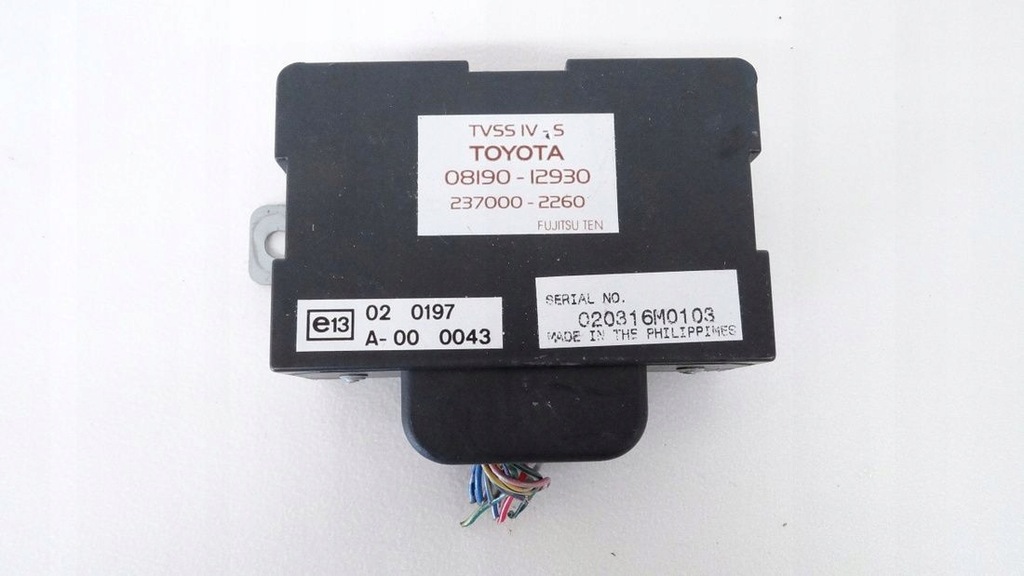 TVSS IV - S
TOYOTA
08190 - 12930
237000 - 2260
FUJITSU TEN
e13
02 0197
A- 00 0043
SERIAL NO.
020316M0103
MADE IN THE PHILIPPINES